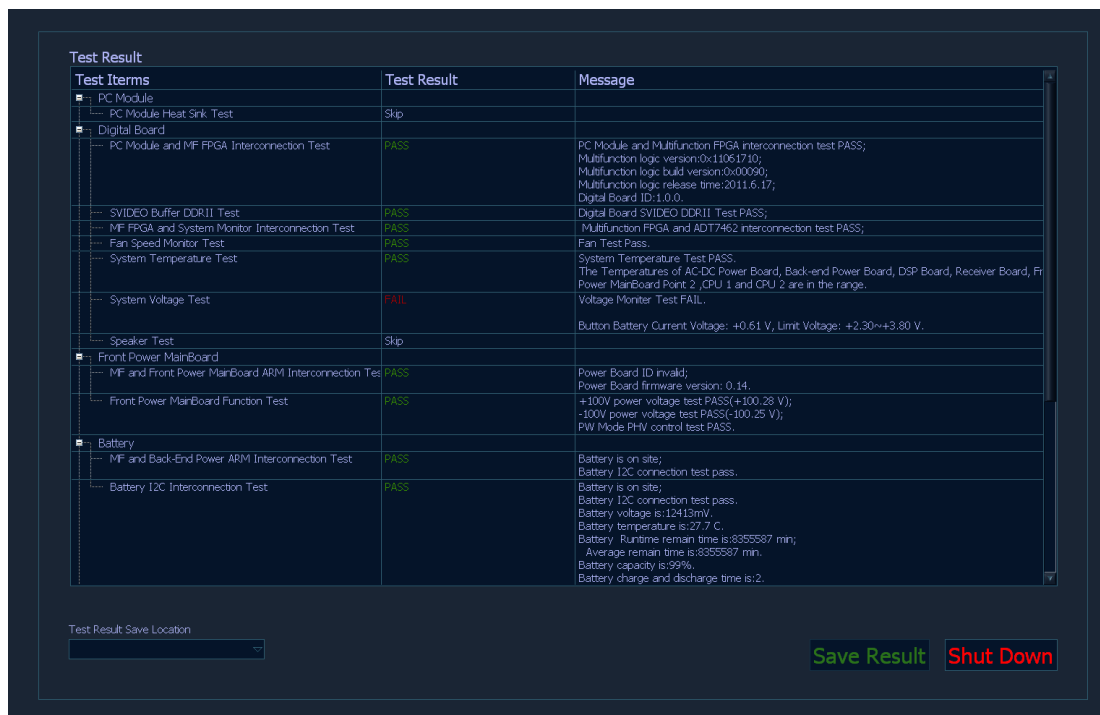 Test Result
Test Iterms Test Result Message
PC Module
PC Module Heat Sink Test Skip
Digital Board
PC Module and MF FPGA Interconnection Test PASS PC Module and Multifunction FPGA interconnection test PASS;
Multifunction logic version:0x11061710;
Multifunction logic build version:0x00090;
Multifunction logic release time:2011.6.17;
Digital Board ID:1.0.0.
SVIDEO Buffer DDRII Test PASS Digital Board SVIDEO DDRII Test PASS;
MF FPGA and System Monitor Interconnection Test PASS Multifunction FPGA and ADT7462 interconnection test PASS;
Fan Speed Monitor Test PASS Fan Test Pass.
System Temperature Test PASS System Temperature Test PASS.
The Temperatures of AC-DC Power Board, Back-end Power Board, DSP Board, Receiver Board, Fr
Power MainBoard Point 2 ,CPU 1 and CPU 2 are in the range.
System Voltage Test FAIL Voltage Moniter Test FAIL.
Button Battery Current Voltage: +0.61 V, Limit Voltage: +2.30~+3.80 V.
Speaker Test Skip
Front Power MainBoard
MF and Front Power MainBoard ARM Interconnection Tes PASS Power Board ID invalid;
Power Board firmware version: 0.14.
Front Power MainBoard Function Test PASS +100V power voltage test PASS(+100.28 V);
-100V power voltage test PASS(-100.25 V);
PW Mode PHV control test PASS.
Battery
MF and Back-End Power ARM Interconnection Test PASS Battery is on site;
Battery I2C connection test pass.
Battery I2C Interconnection Test PASS Battery is on site;
Battery I2C connection test pass.
Battery voltage is:12413mV.
Battery temperature is:27.7 C.
Battery Runtime remain time is:8355587 min;
Average remain time is:8355587 min.
Battery capacity is:99%.
Battery charge and discharge time is:2.
Test Result Save Location
Save Result Shut Down